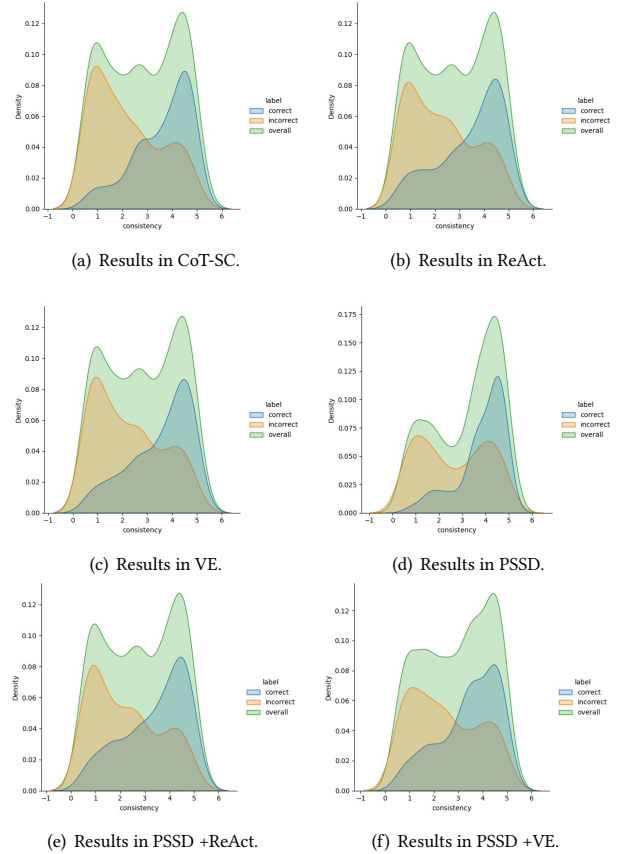 0.12
0.10
0.08
0.06
0.04
0.02
0.00
Density
−1 0 1 2 3 4 5 6
consistency
label
correct
incorrect
overall
(a) Results in CoT-SC.
0.12
0.10
0.08
0.06
0.04
0.02
0.00
Density
−1 0 1 2 3 4 5 6
consistency
label
correct
incorrect
overall
(b) Results in ReAct.
0.12
0.10
0.08
0.06
0.04
0.02
0.00
Density
−1 0 1 2 3 4 5 6
consistency
label
correct
incorrect
overall
(c) Results in VE.
0.175
0.150
0.125
0.100
0.075
0.050
0.025
0.000
Density
−1 0 1 2 3 4 5 6
consistency
label
correct
incorrect
overall
(d) Results in PSSD.
0.12
0.10
0.08
0.06
0.04
0.02
0.00
Density
−1 0 1 2 3 4 5 6
consistency
label
correct
incorrect
overall
(e) Results in PSSD +ReAct.
0.12
0.10
0.08
0.06
0.04
0.02
0.00
Density
−1 0 1 2 3 4 5 6
consistency
label
correct
incorrect
overall
(f) Results in PSSD +VE.